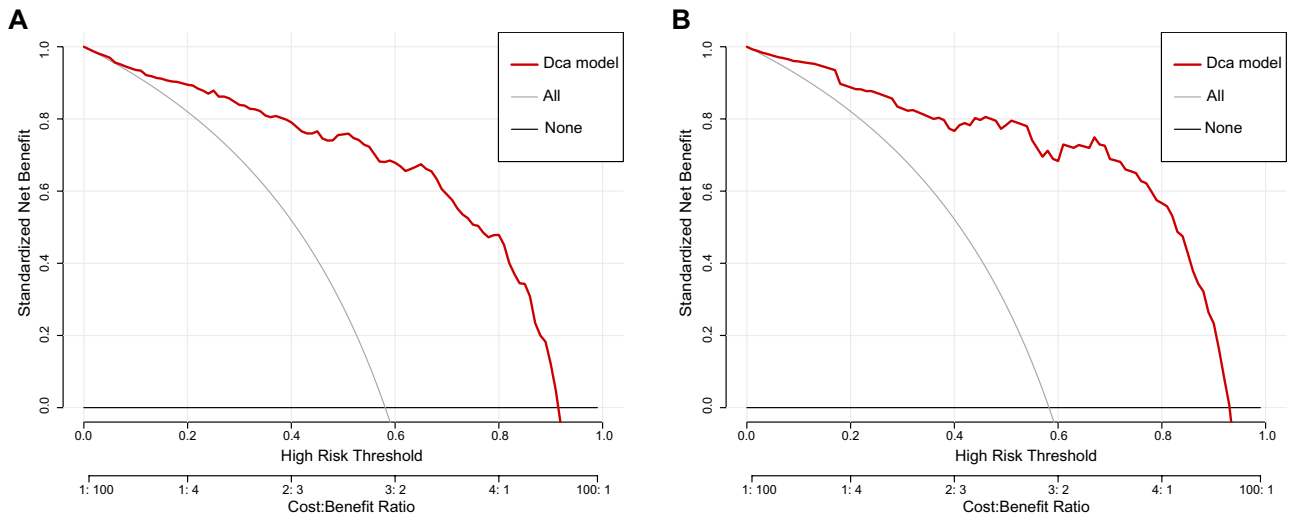 A
Standardized Net Benefit
1.0
0.8
0.6
0.4
0.2
0.0
Dca model
All
None
0.0 0.2 0.4 0.6 0.8 1.0
High Risk Threshold
1: 100 1: 4 2: 3 3: 2 4: 1 100: 1
Cost:Benefit Ratio
B
Standardized Net Benefit
1.0
0.8
0.6
0.4
0.2
0.0
Dca model
All
None
0.0 0.2 0.4 0.6 0.8 1.0
High Risk Threshold
1: 100 1: 4 2: 3 3: 2 4: 1 100: 1
Cost:Benefit Ratio